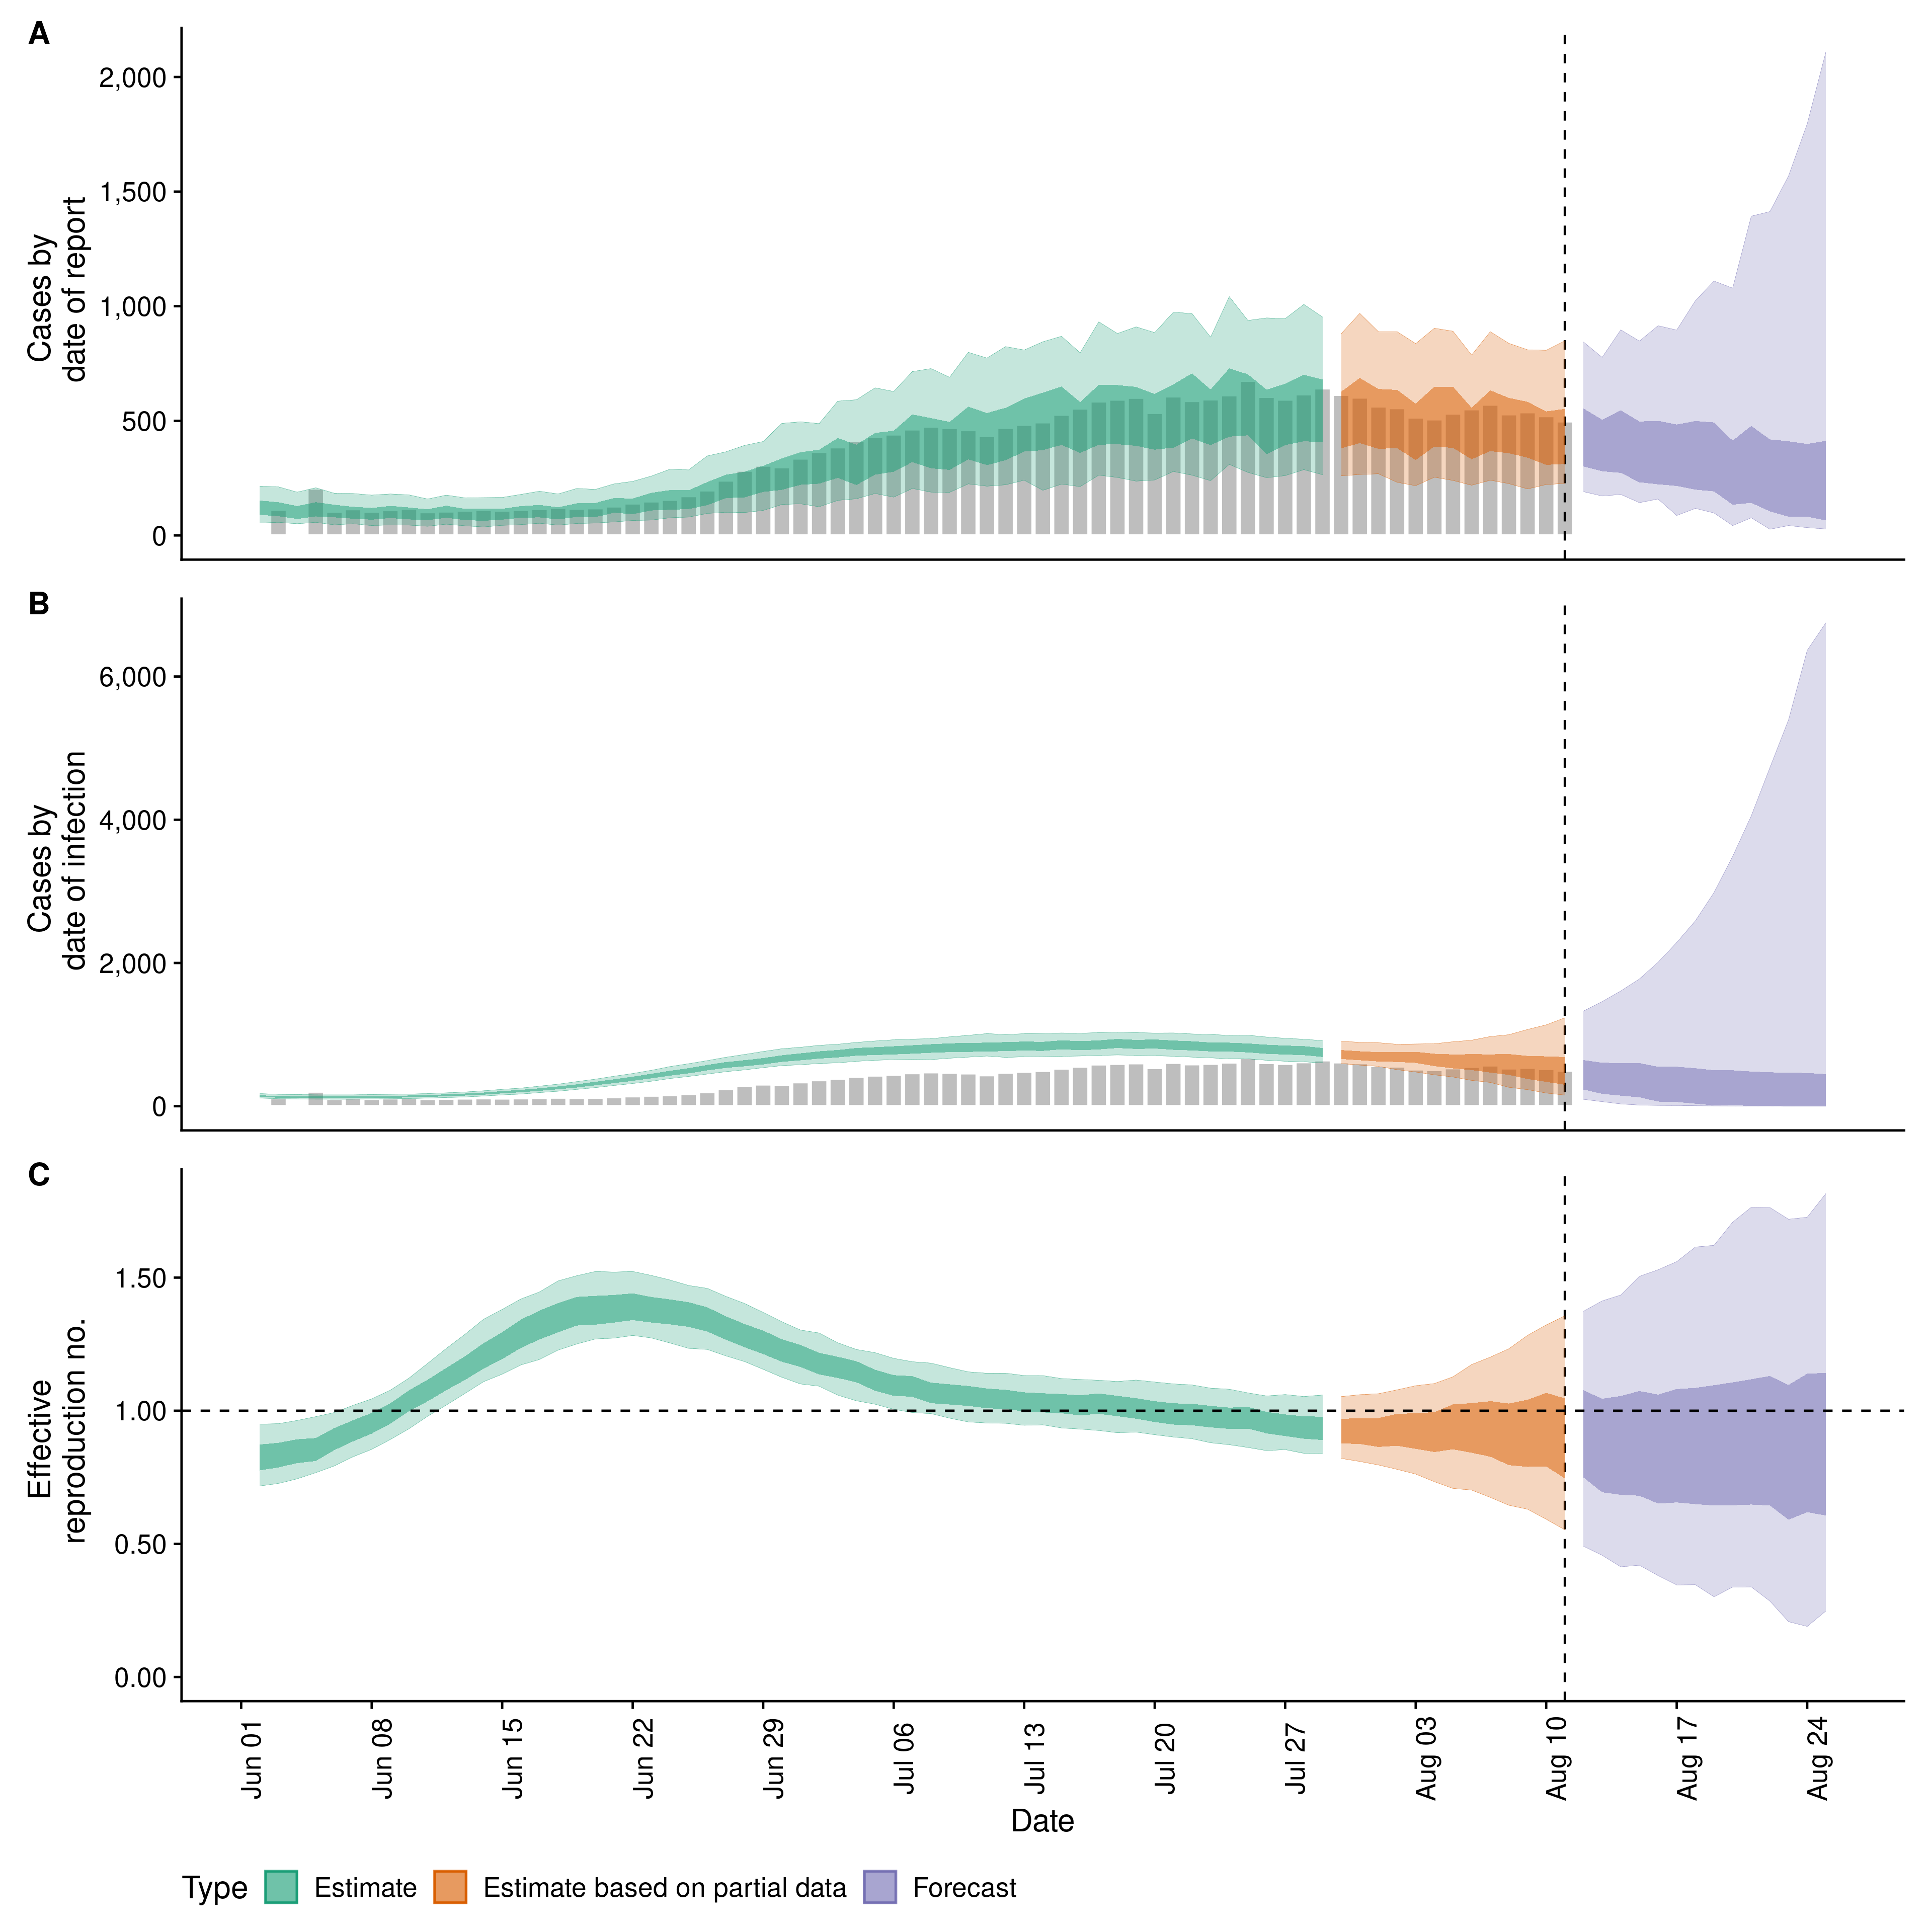 A
Cases by
date of report
2,000
1,500
1,000
500
0
B
Cases by
date of infection
6,000
4,000
2,000
0
C
Effective
reproduction no.
1.50
1.00
0.50
0.00
Jun 01
Jun 08
Jun 15
Jun 22
Jun 29
Jul 06
Jul 13
Jul 20
Jul 27
Aug 03
Aug 10
Aug 17
Aug 24
Date
Type Estimate Estimate based on partial data Forecast